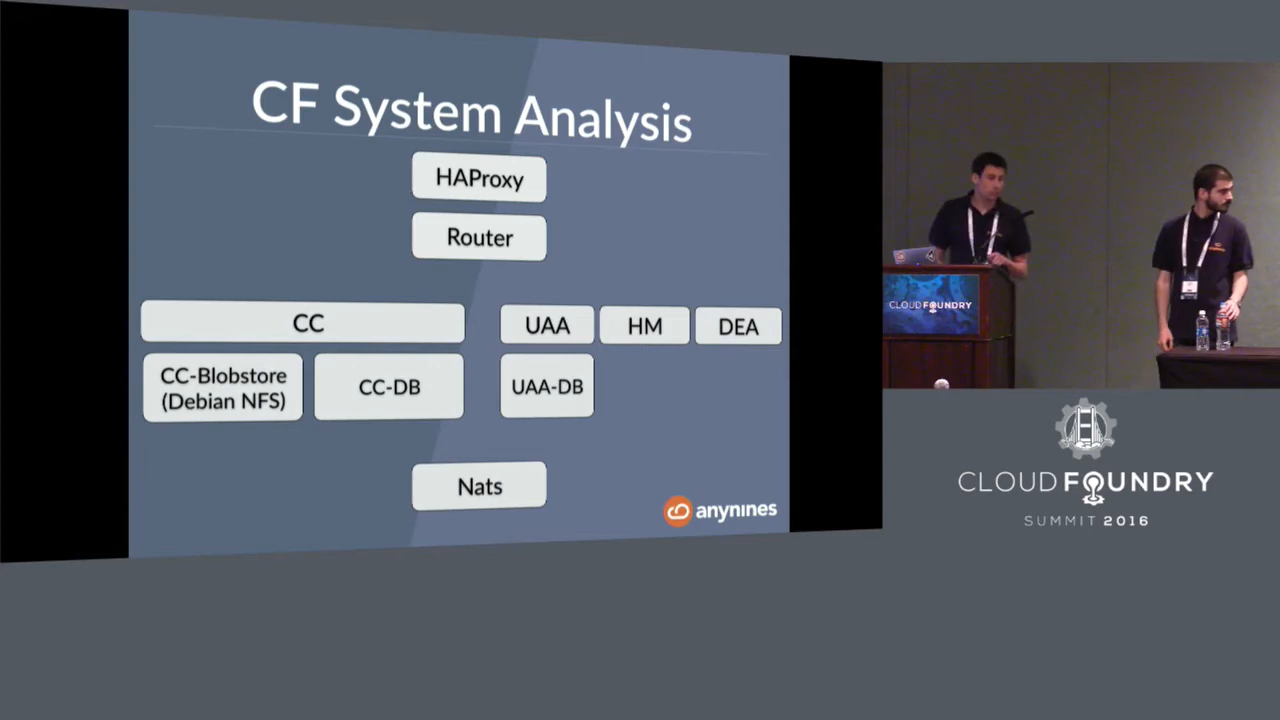 CF System Analysis
HAProxy
Router
CC
UAA
HM
DEA
CC-Blobstore
(Debian NFS)
CC-DB
UAA-DB
Nats
anynines
CLOUD FOUNDRY
CLOUD FOUNDRY
SUMMIT 2016